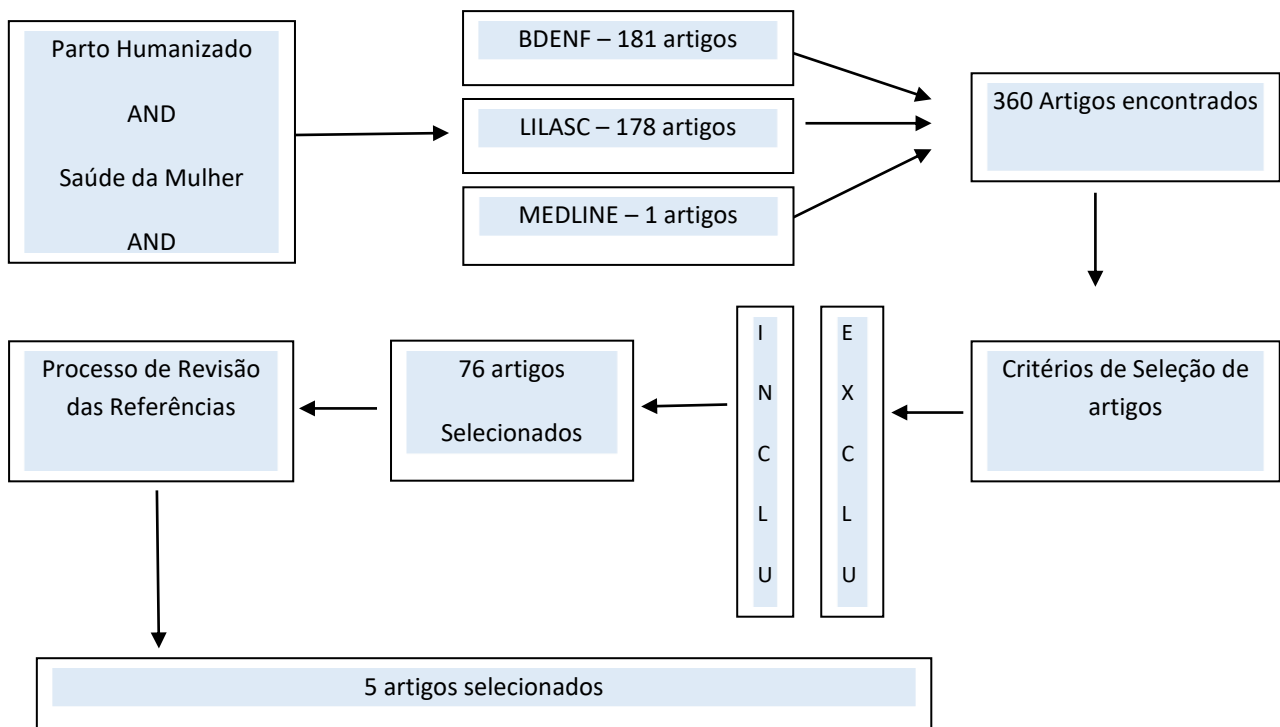 Parto Humanizado
AND
Saúde da Mulher
AND
BDENF – 181 artigos
LILASC – 178 artigos
MEDLINE – 1 artigos
360 Artigos encontrados
Critérios de Seleção de
artigos
E
X
C
L
U
I
N
C
L
U
76 artigos
Selecionados
Processo de Revisão
das Referências
5 artigos selecionados